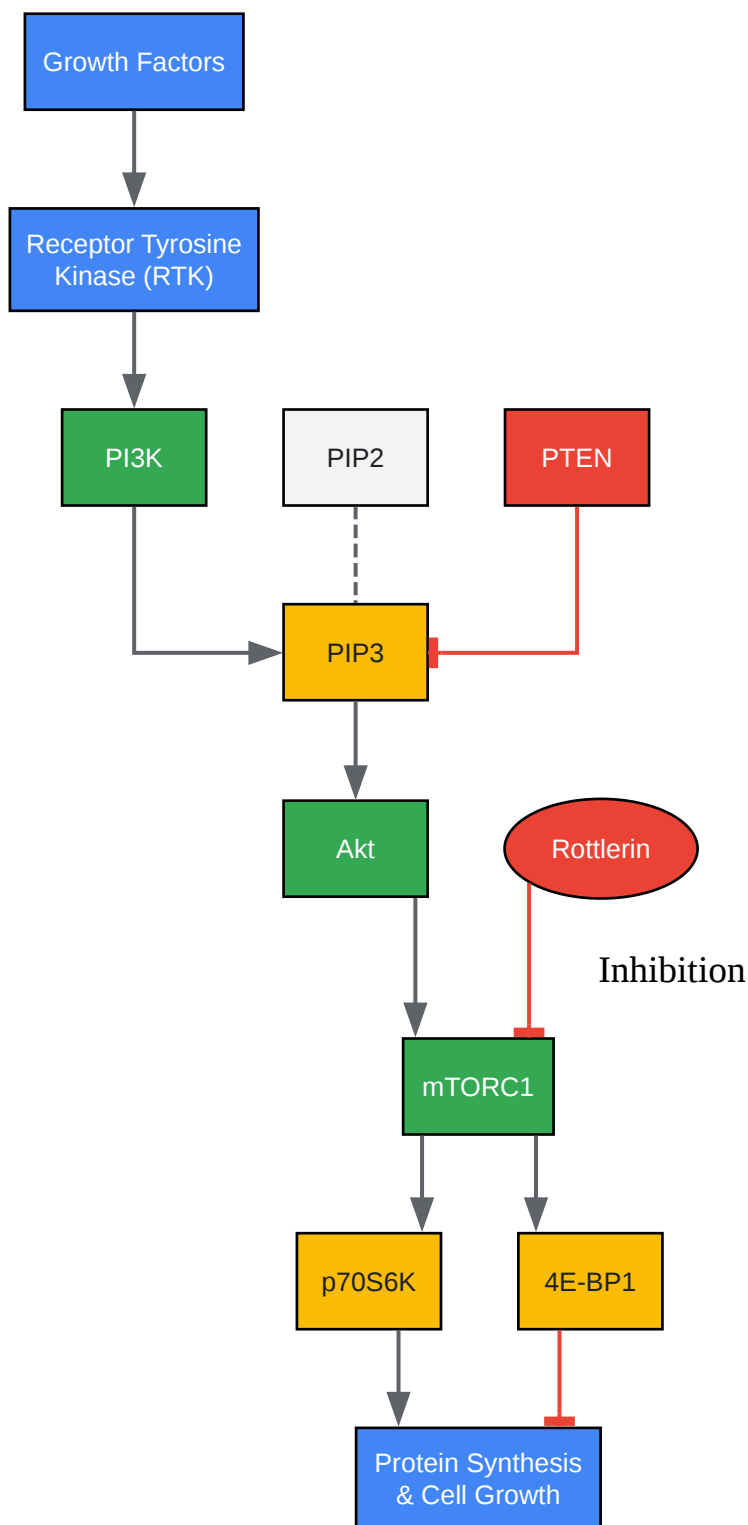 Growth Factors
Receptor Tyrosine
Kinase (RTK)
PI3K
PIP2
PTEN
PIP3
Akt
Rottlerin
Inhibition
mTORC1
p70S6K
4E-BP1
Protein Synthesis
& Cell Growth